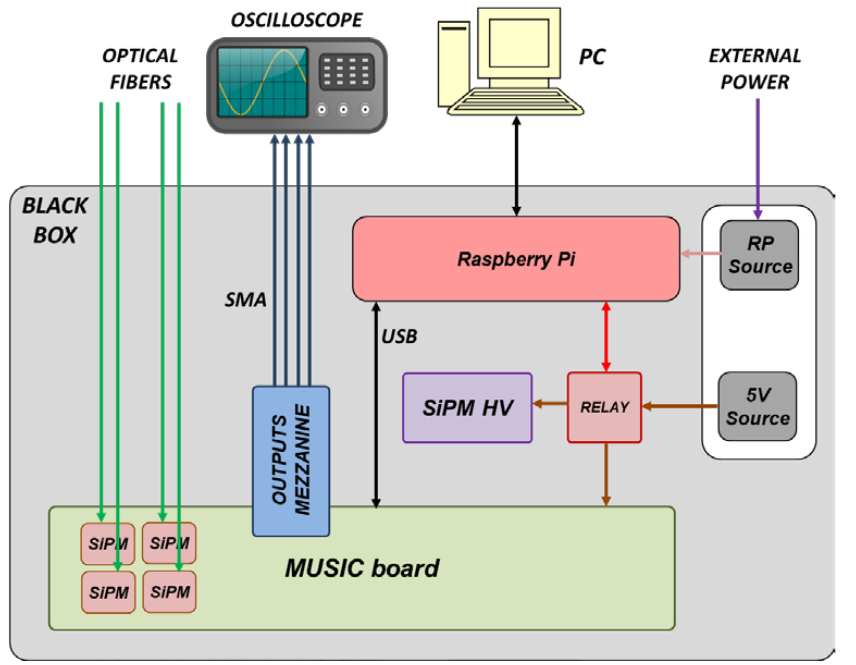 OSCILLOSCOPE
OPTICAL
FIBERS
PC
EXTERNAL
POWER
BLACK
BOX
Raspberry Pi
RP
Source
SMA
USB
SiPM HV
RELAY
5V
Source
OUTPUTS
MEZZANINE
SiPM
SiPM
SiPM
SiPM
MUSIC board